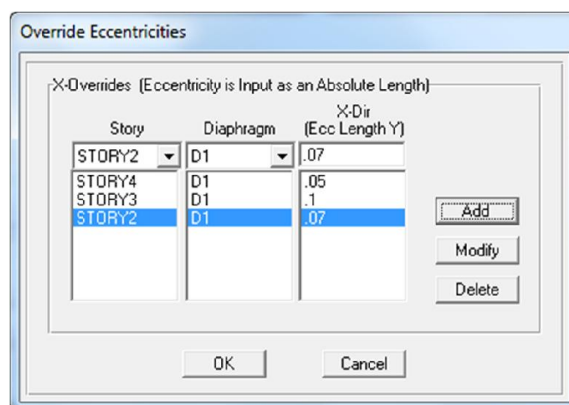 Override Eccentricities
X-Overrides (Eccentricity is Input as an Absolute Length)
Story Diaphragm X-Dir (Ecc Length Y)
STORY2 D1 .07
STORY4 D1 .05
STORY3 D1 .1
STORY2 D1 .07
Add
Modify
Delete
OK Cancel